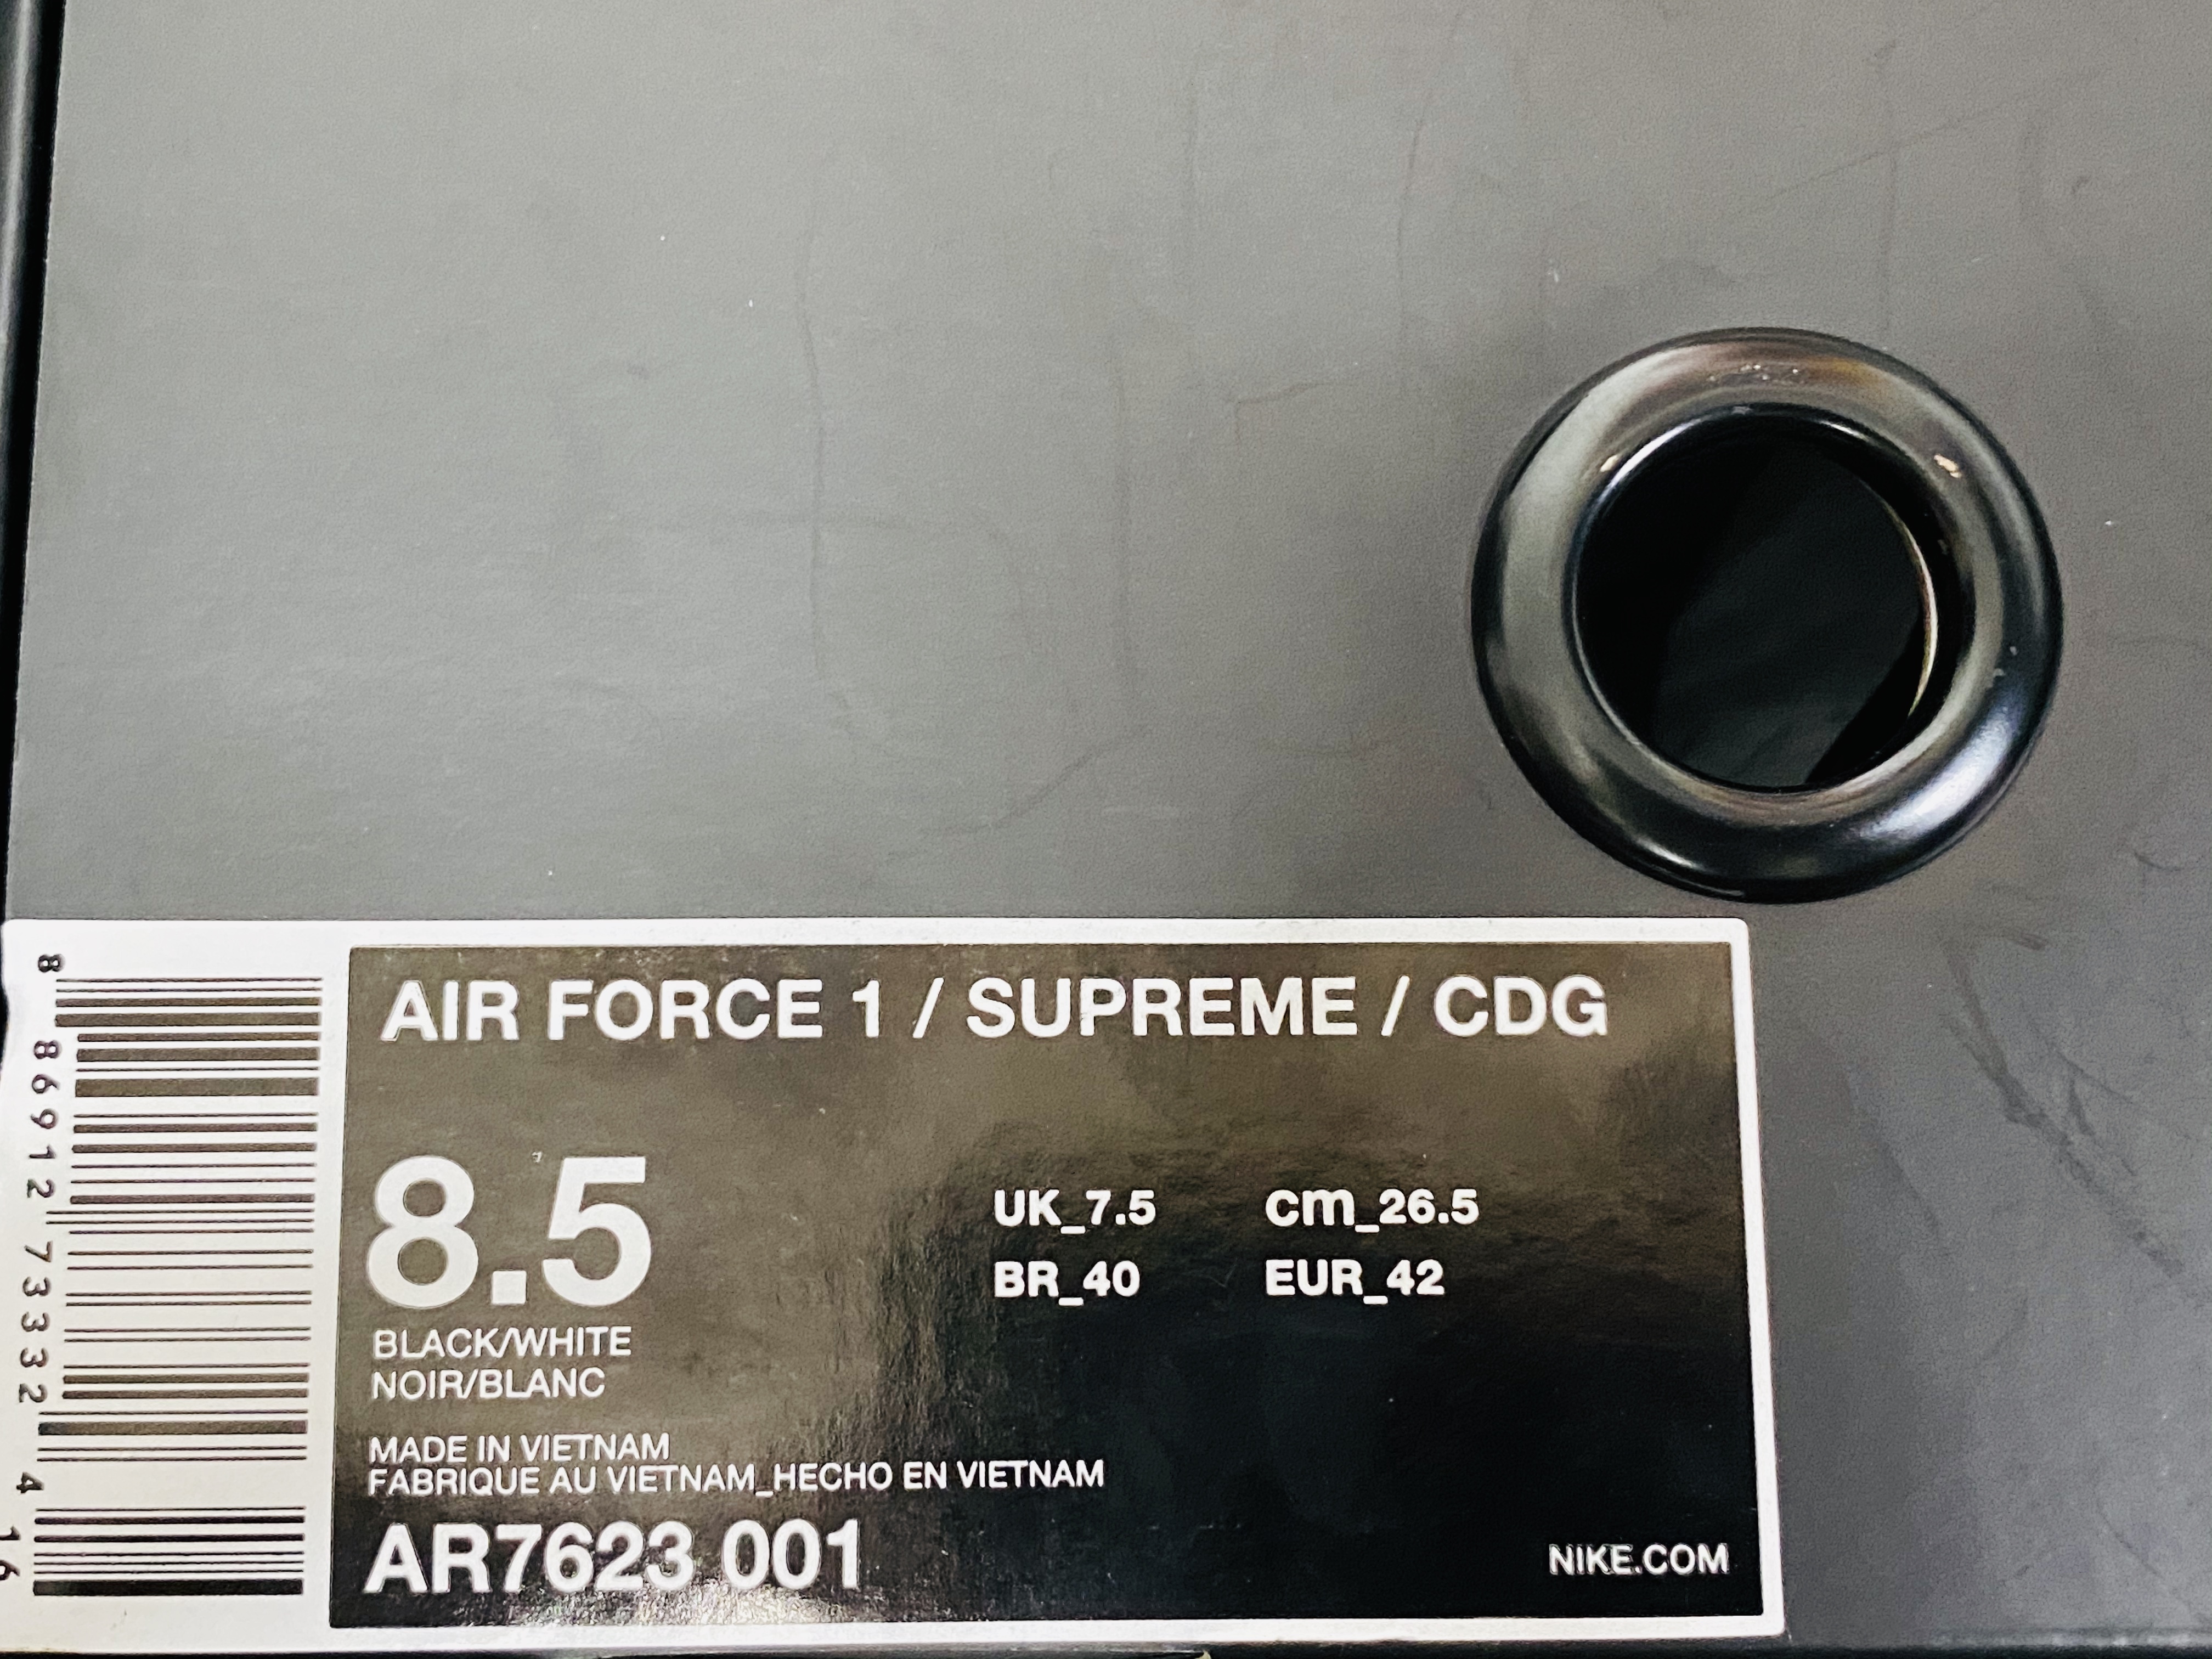 AIR FORCE 1 / SUPREME / CDG
8.5
UK_7.5 cm_26.5
BR_40 EUR_42
BLACK/WHITE
NOIR/BLANC
MADE IN VIETNAM
FABRIQUE AU VIETNAM_HECHO EN VIETNAM
AR7623 001
NIKE.COM
8 86912 73332 4 16